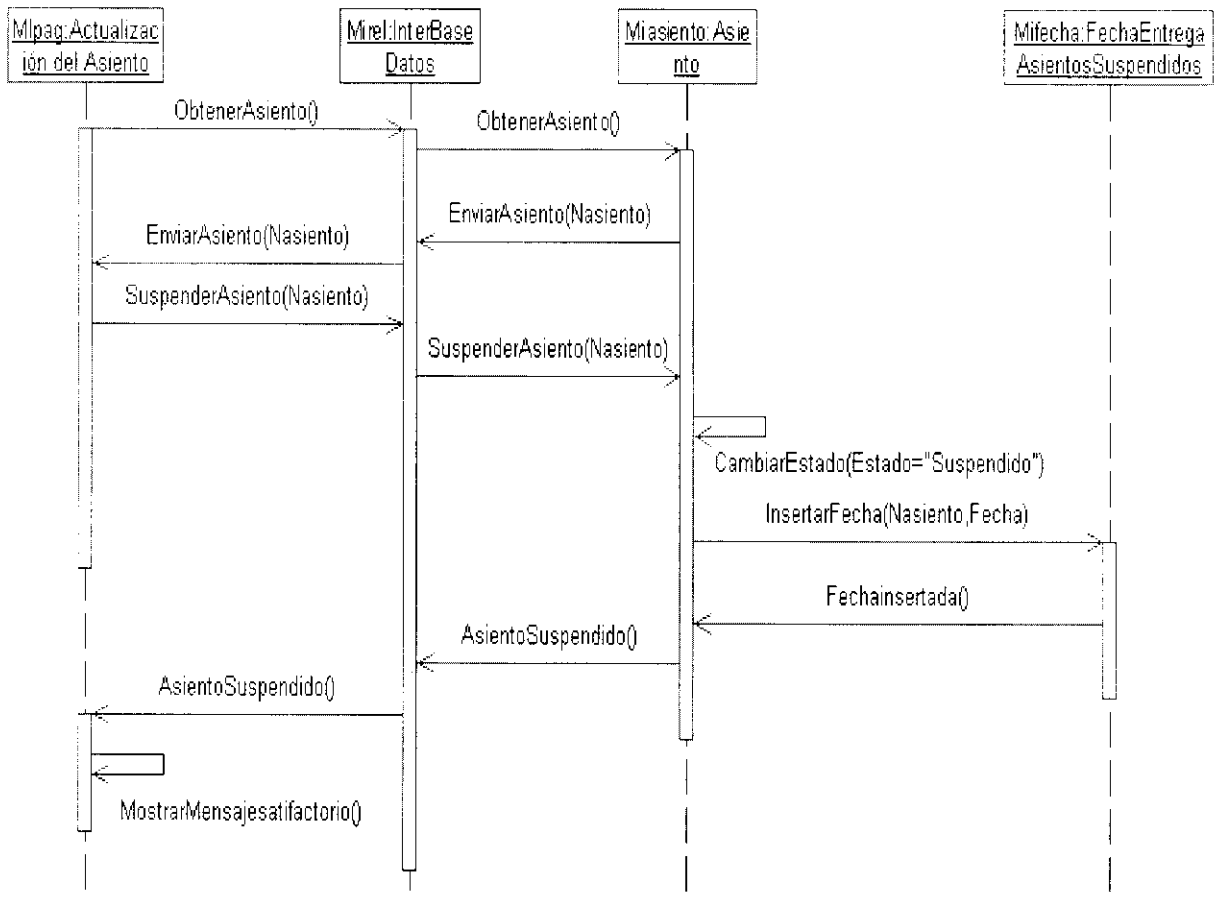 MIpag:Actualizac
ión del Asiento
Mirel:InterBase
Datos
Miasiento:Asie
nto
Mifecha:FechaEntrega
AsientosSuspendidos
ObtenerAsiento()
ObtenerAsiento()
EnviarAsiento(Nasiento)
EnviarAsiento(Nasiento)
SuspenderAsiento(Nasiento)
SuspenderAsiento(Nasiento)
CambiarEstado(Estado="Suspendido")
InsertarFecha(Nasiento,Fecha)
Fechainsertada()
AsientoSuspendido()
AsientoSuspendido()
MostrarMensajesatifactorio()